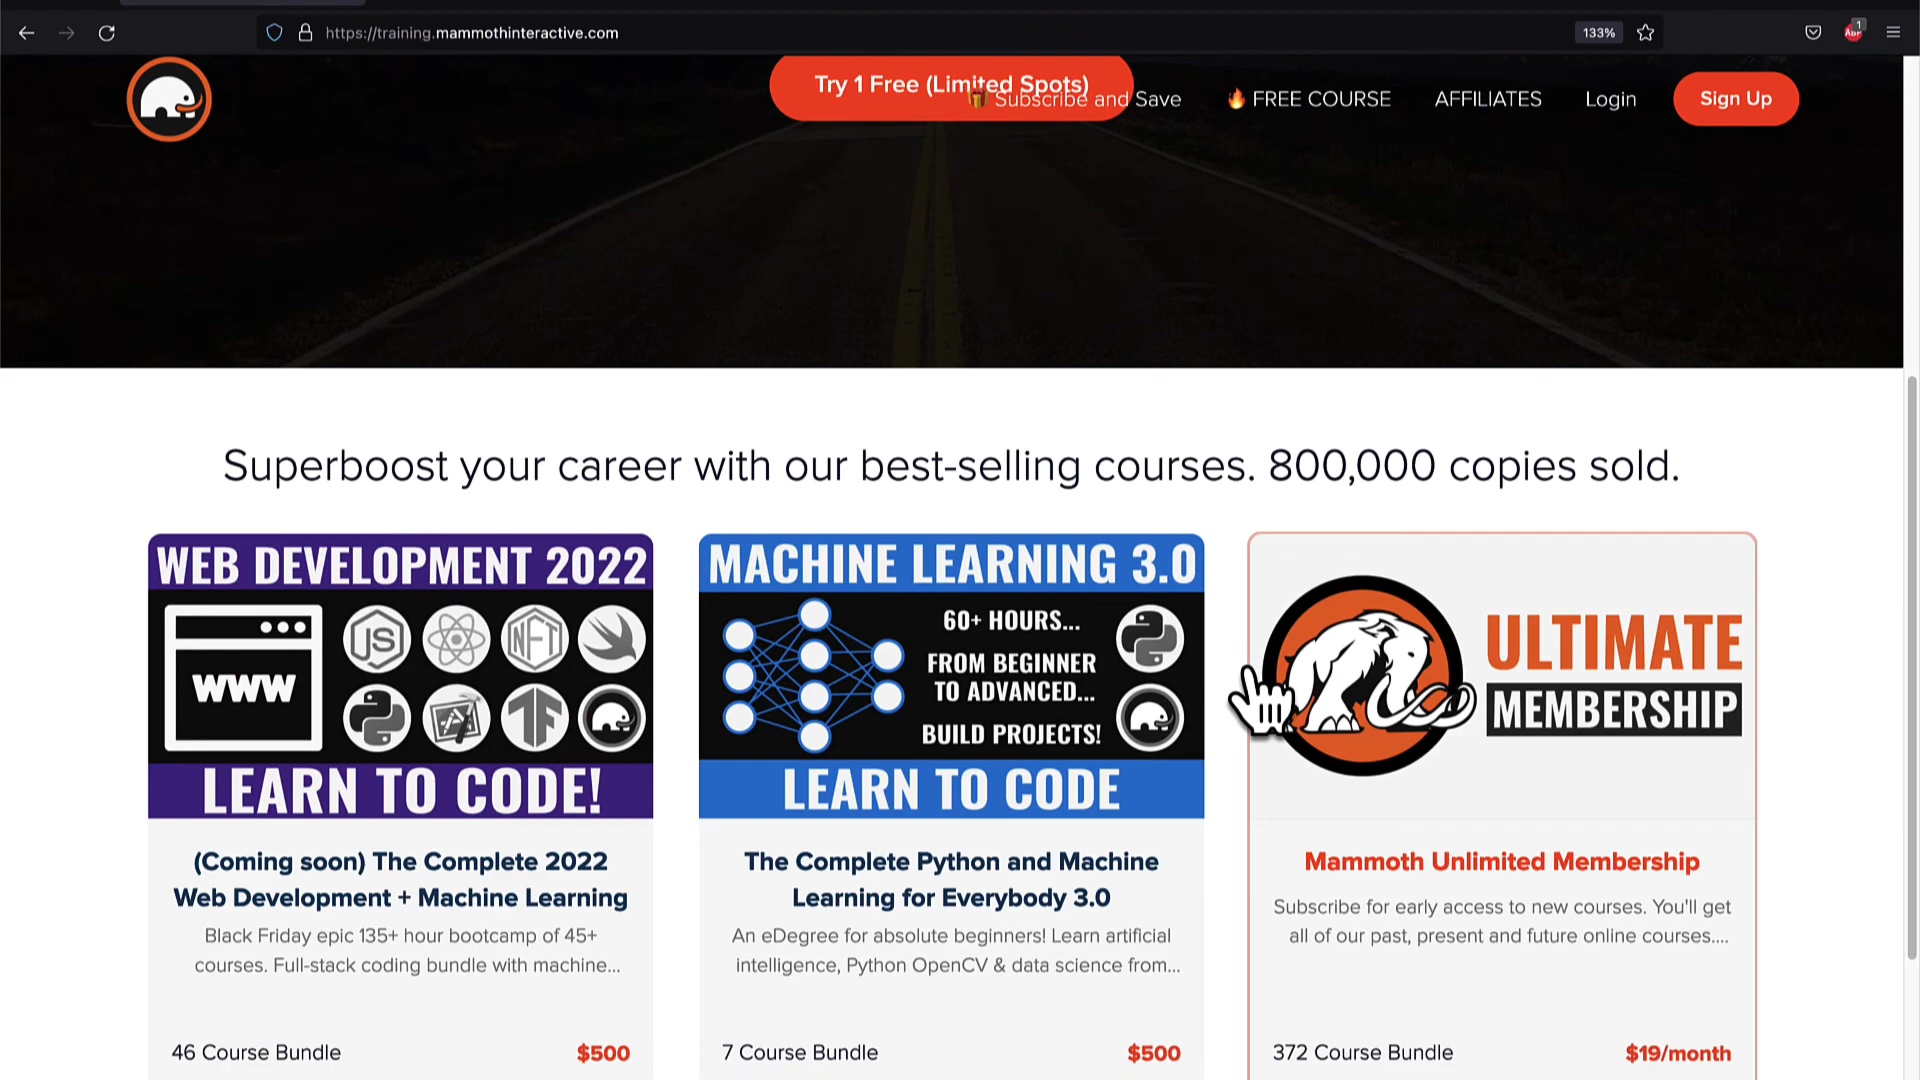 https://training.mammothinteractive.com
133%
1
ABP
Try 1 Free (Limited Spots)
Subscribe and Save
FREE COURSE
AFFILIATES
Login
Sign Up
Superboost your career with our best-selling courses. 800,000 copies sold.
WEB DEVELOPMENT 2022
WWW
JS
NFT
TF
LEARN TO CODE!
(Coming soon) The Complete 2022
Web Development + Machine Learning
Black Friday epic 135+ hour bootcamp of 45+
courses. Full-stack coding bundle with machine...
46 Course Bundle
$500
MACHINE LEARNING 3.0
60+ HOURS...
FROM BEGINNER
TO ADVANCED...
BUILD PROJECTS!
LEARN TO CODE
The Complete Python and Machine
Learning for Everybody 3.0
An eDegree for absolute beginners! Learn artificial
intelligence, Python OpenCV & data science from...
7 Course Bundle
$500
ULTIMATE
MEMBERSHIP
Mammoth Unlimited Membership
Subscribe for early access to new courses. You'll get
all of our past, present and future online courses....
372 Course Bundle
$19/month